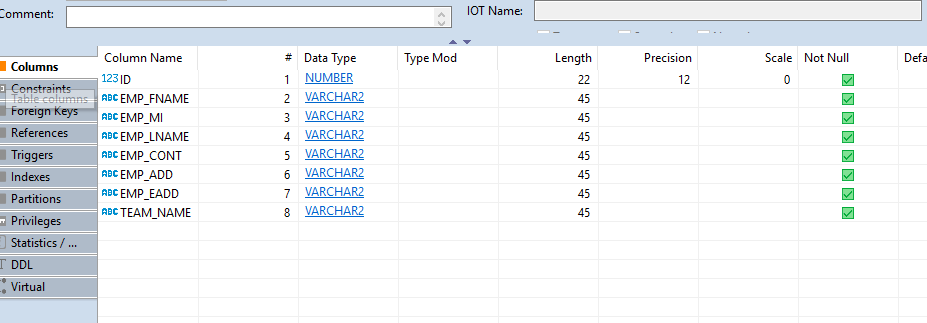 Comment:
IOT Name:
Columns
Constraints
Table columns
Foreign Keys
References
Triggers
Indexes
Partitions
Privileges
Statistics / ...
DDL
Virtual
Column Name # Data Type Type Mod Length Precision Scale Not Null Defa
123 ID 1 NUMBER 22 12 0
ABC EMP_FNAME 2 VARCHAR2 45
ABC EMP_MI 3 VARCHAR2 45
ABC EMP_LNAME 4 VARCHAR2 45
ABC EMP_CONT 5 VARCHAR2 45
ABC EMP_ADD 6 VARCHAR2 45
ABC EMP_EADD 7 VARCHAR2 45
ABC TEAM_NAME 8 VARCHAR2 45